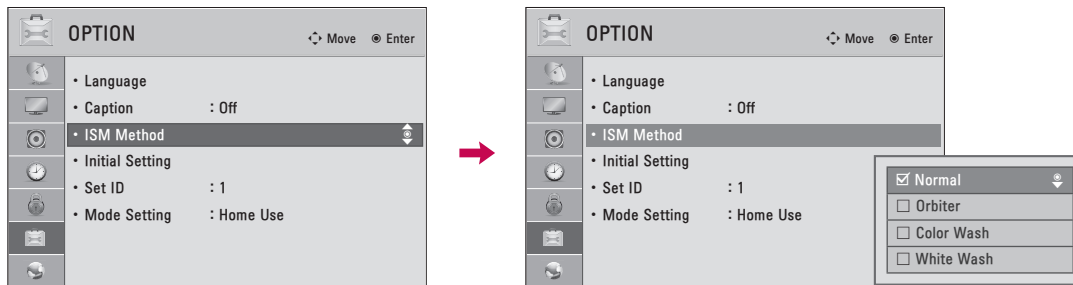 OPTION
Move
Enter
• Language
• Caption : Off
• ISM Method
• Initial Setting
• Set ID : 1
• Mode Setting : Home Use
OPTION
Move
Enter
• Language
• Caption : Off
• ISM Method
• Initial Setting
• Set ID : 1
• Mode Setting : Home Use
☑ Normal
☐ Orbiter
☐ Color Wash
☐ White Wash